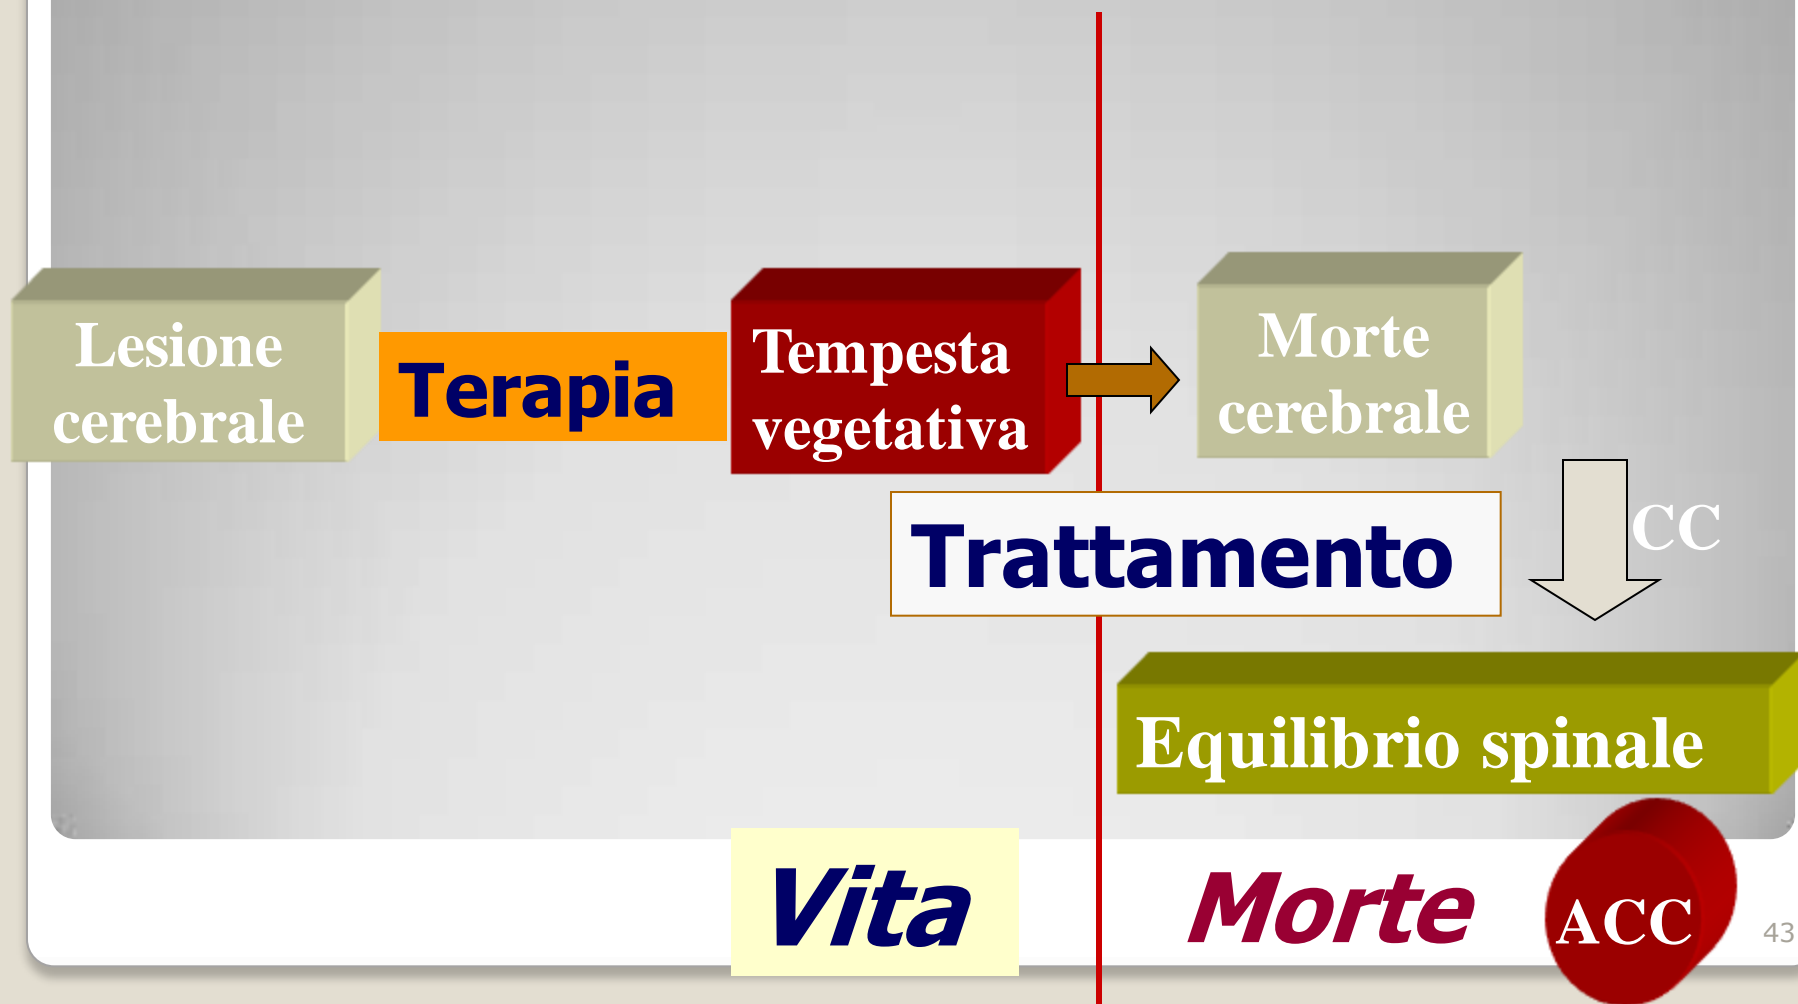 Lesione
cerebrale
Terapia
Tempesta
vegetativa
Morte
cerebrale
Trattamento
CC
Equilibrio spinale
Vita
Morte
ACC
43